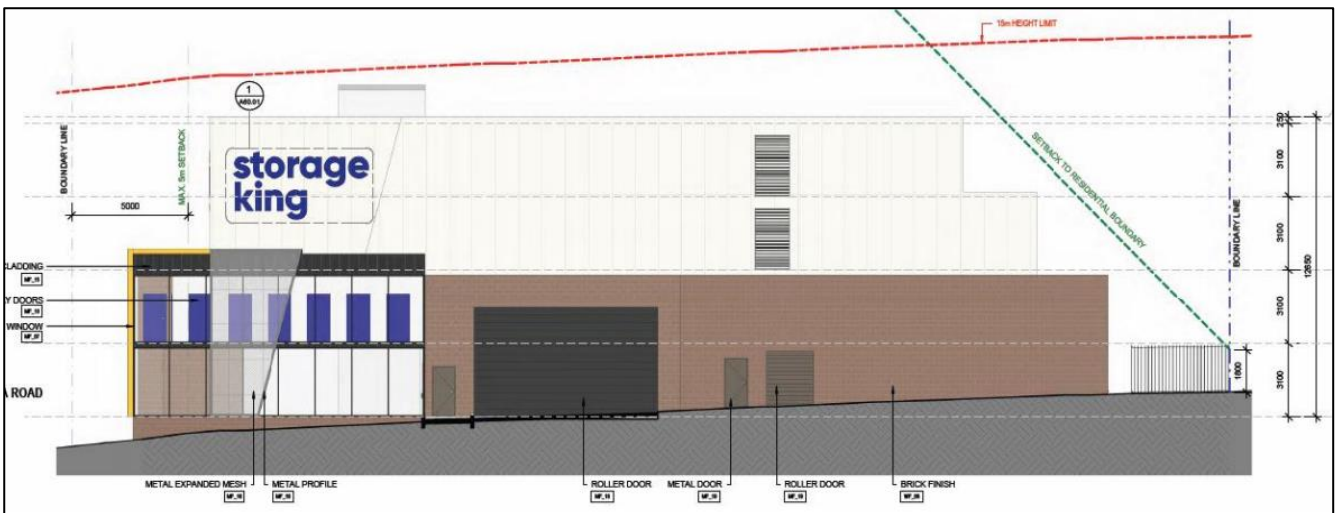 15m HEIGHT LIMIT
1
A60.01
BOUNDARY LINE
MAX. 5m SETBACK
5000
storage
king
SETBACK TO RESIDENTIAL BOUNDARY
BOUNDARY LINE
250
3100
3100
3100
3100
12650
1800
CLADDING
Y DOORS
WINDOW
A ROAD
METAL EXPANDED MESH
METAL PROFILE
ROLLER DOOR
METAL DOOR
ROLLER DOOR
BRICK FINISH